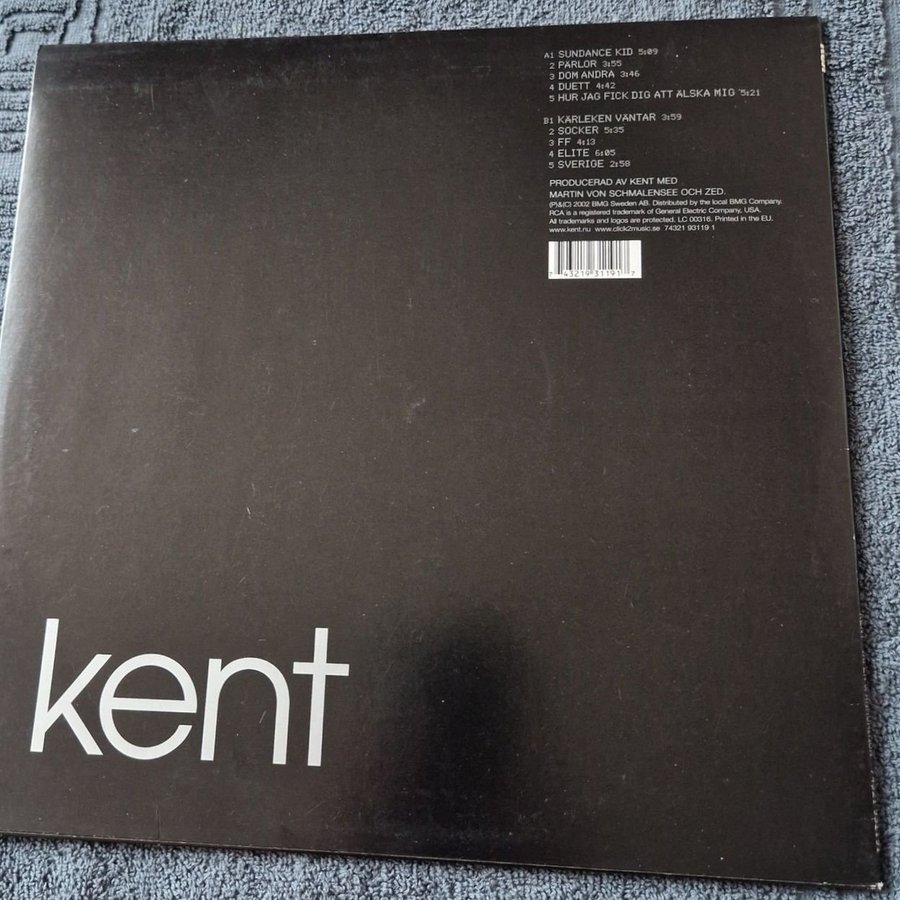 A1 SUNDANCE KID 5:09
2 PÄRLOR 3:55
3 DOM ANDRA 3:46
4 DUETT 4:42
5 HUR JAG FICK DIG ATT ÄLSKA MIG 5:21
B1 KÄRLEKEN VÄNTAR 3:59
2 SOCKER 5:35
3 FF 4:13
4 ELITE 6:05
5 SVERIGE 2:58
PRODUCERAD AV KENT MED
MARTIN VON SCHMALENSEE OCH ZED.
(P)&(C) 2002 BMG Sweden AB. Distributed by the local BMG Company.
RCA is a registered trademark of General Electric Company, USA.
All trademarks and logos are protected. LC 00316. Printed in the EU.
www.kent.nu www.click2music.se 74321 93119 1
7 43219 31191 7
kent